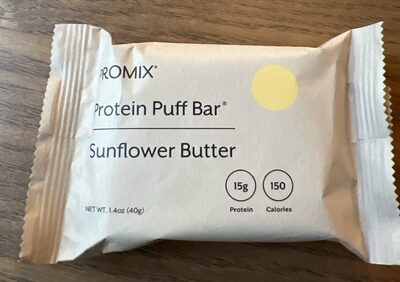 PROMIX®
Protein Puff Bar®
Sunflower Butter
15g
Protein
150
Calories
NET WT. 1.4oz (40g)